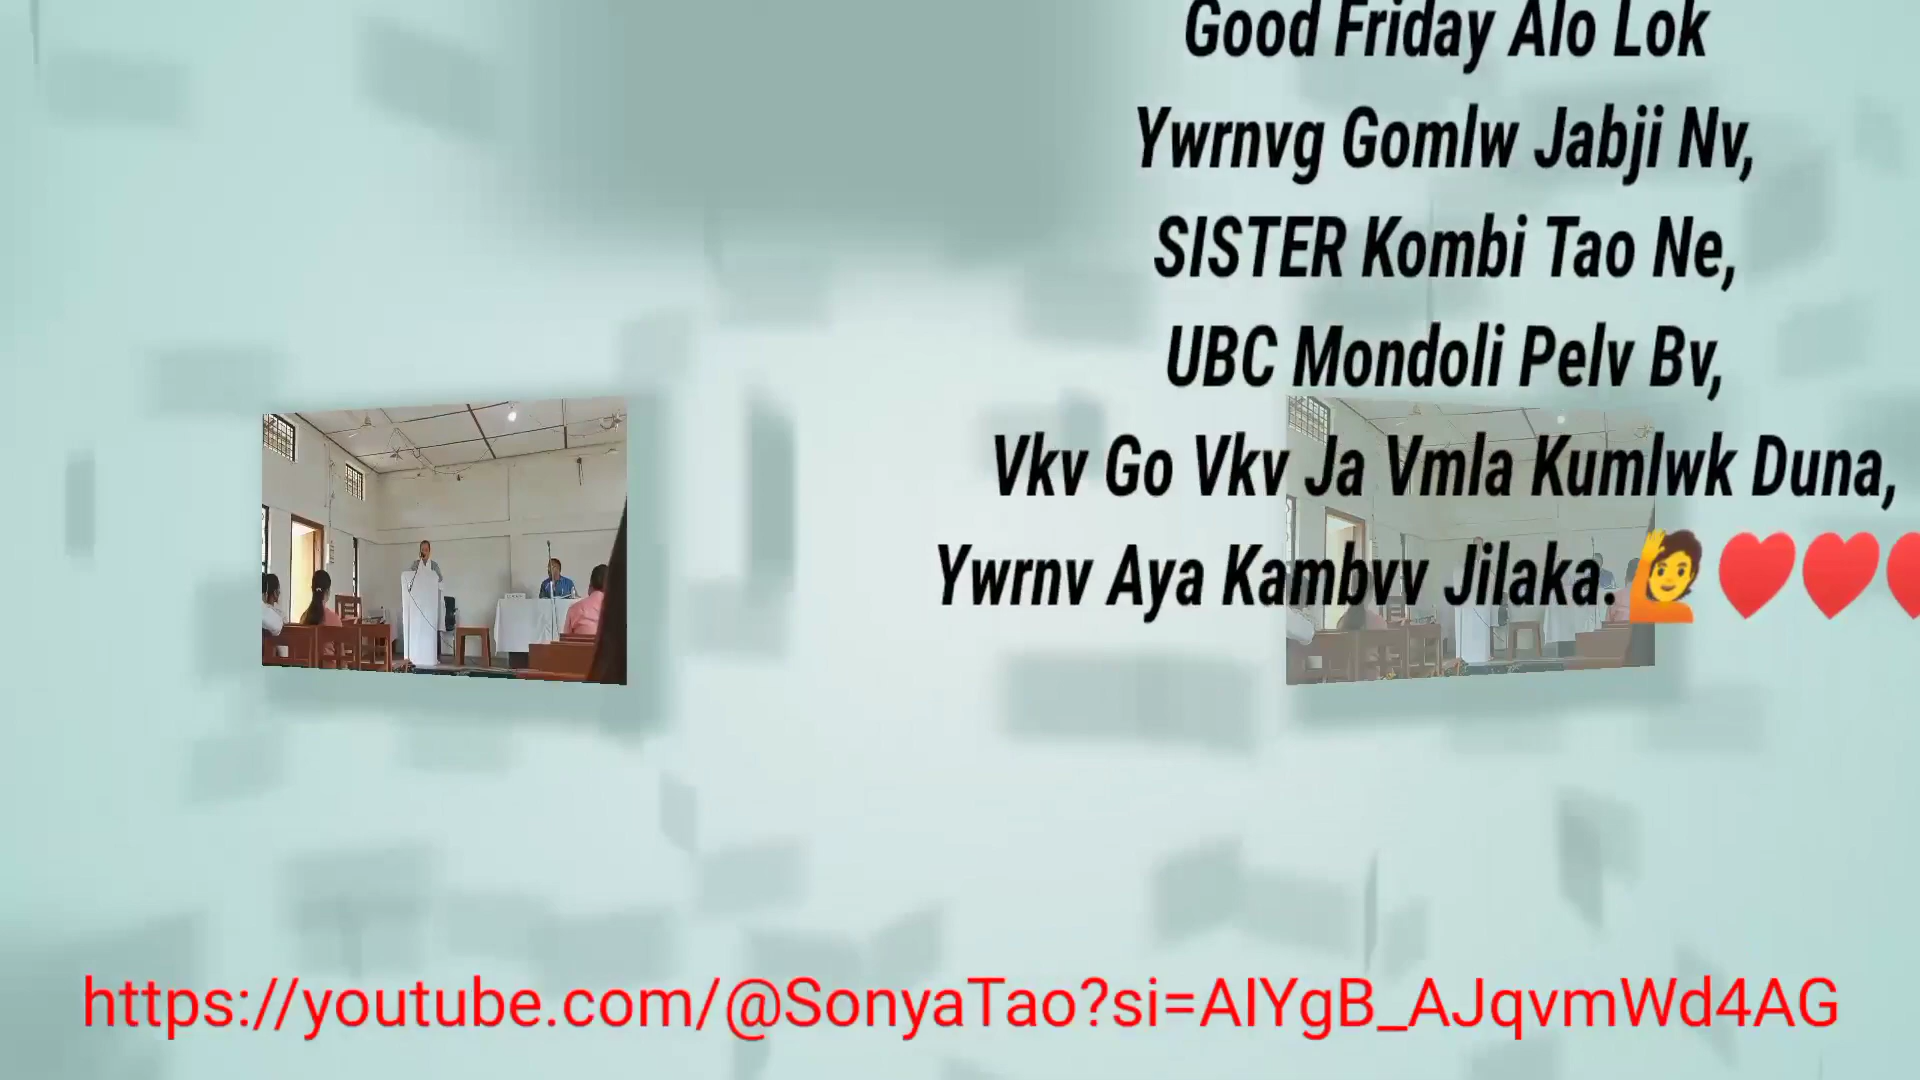 Good Friday Alo Lok
Ywrnvg Gomlw Jabji Nv,
SISTER Kombi Tao Ne,
UBC Mondoli Pelv Bv,
Vkv Go Vkv Ja Vmla Kumlwk Duna,
Ywrnv Aya Kambvv Jilaka.🙋♥️♥️♥️
https://youtube.com/@SonyaTao?si=AIYgB_AJqvmWd4AG